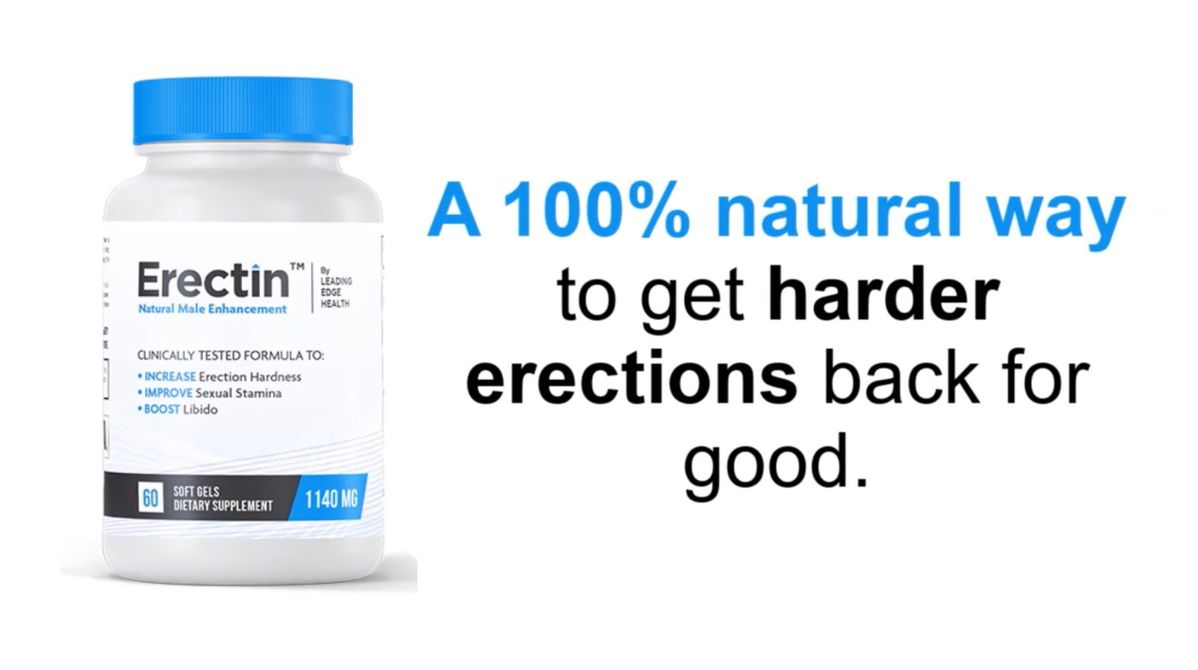 Erectin™
By
LEADING
EDGE
HEALTH
Natural Male Enhancement
CLINICALLY TESTED FORMULA TO:
• INCREASE Erection Hardness
• IMPROVE Sexual Stamina
• BOOST Libido
60
SOFT GELS
DIETARY SUPPLEMENT
1140 MG
A 100% natural way
to get harder
erections back for
good.